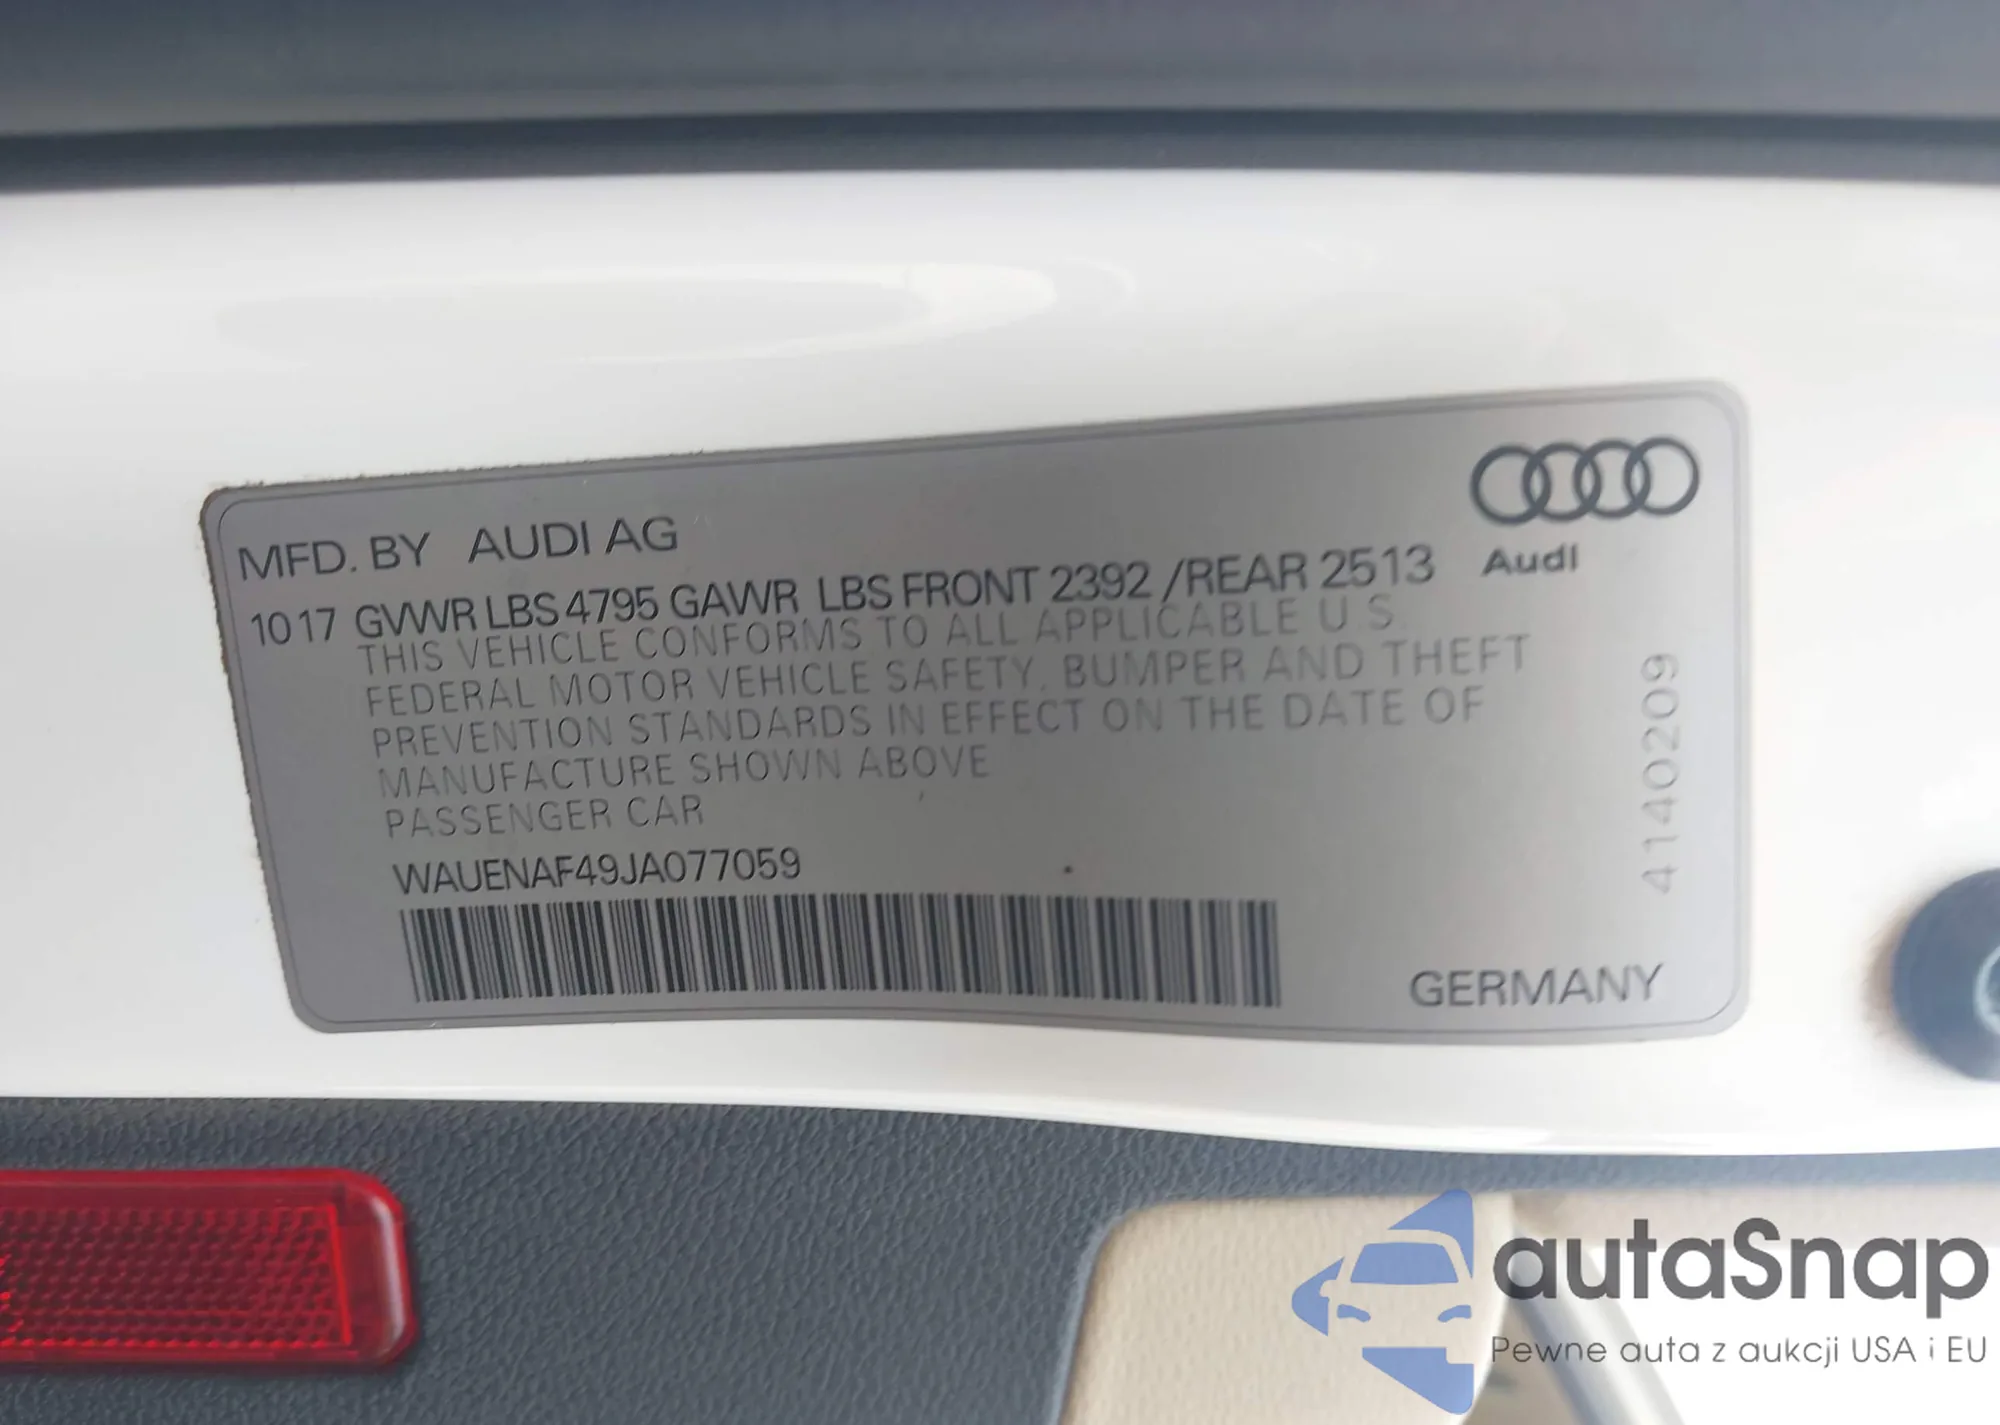 MFD. BY AUDI AG
Audi
10 17 GVWR LBS 4795 GAWR LBS FRONT 2392 /REAR 2513
THIS VEHICLE CONFORMS TO ALL APPLICABLE U S.
FEDERAL MOTOR VEHICLE SAFETY, BUMPER AND THEFT
PREVENTION STANDARDS IN EFFECT ON THE DATE OF
MANUFACTURE SHOWN ABOVE
PASSENGER CAR
WAUENAF49JA077059
4140209
GERMANY
autaSnap
Pewne auta z aukcji USA i EU